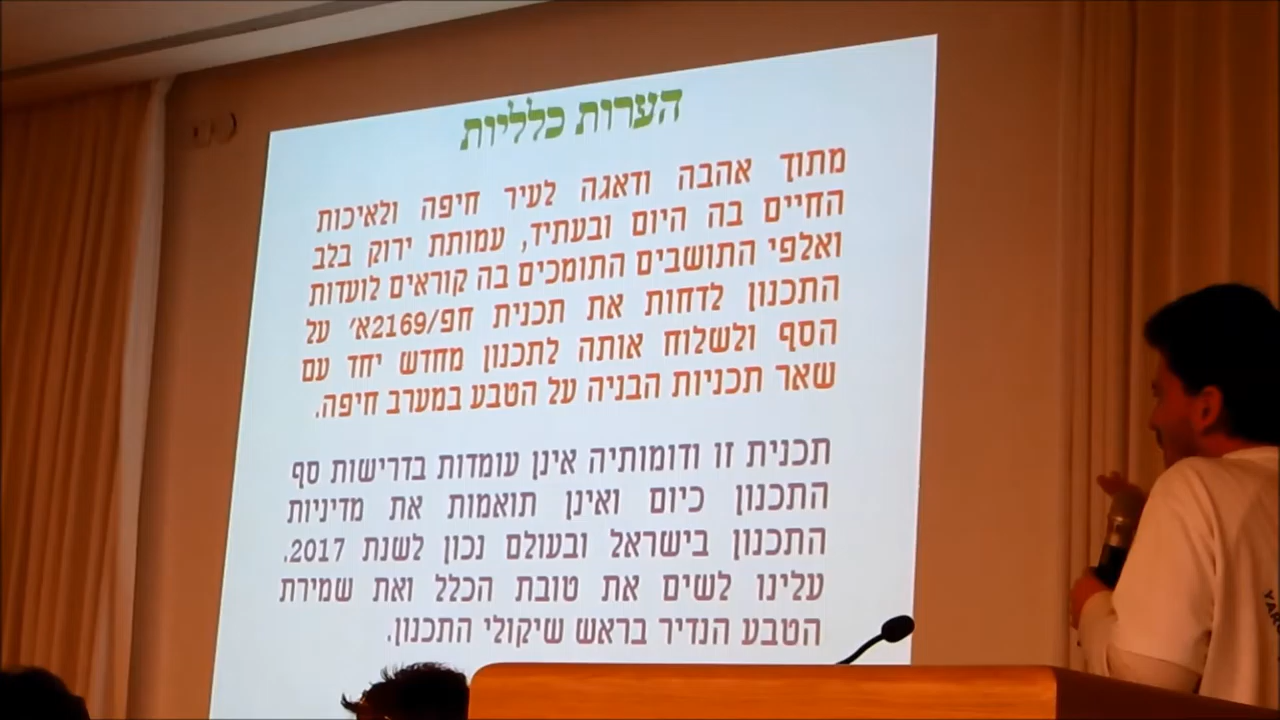 הערות כלליות
מתוך אהבה ודאגה לעיר חיפה ולאיכות
החיים בה היום ובעתיד, עמותת ירוק בלב
ואלפי התושבים התומכים בה קוראים לועדות
התכנון לדחות את תכנית חפ/2169א' על
הסף ולשלוח אותה לתכנון מחדש יחד עם
שאר תכניות הבניה על הטבע במערב חיפה.
תכנית זו ודומותיה אינן עומדות בדרישות סף
התכנון כיום ואינן תואמות את מדיניות
התכנון בישראל ובעולם נכון לשנת 2017.
עלינו לשים את טובת הכלל ואת שמירת
הטבע הנדיר בראש שיקולי התכנון.